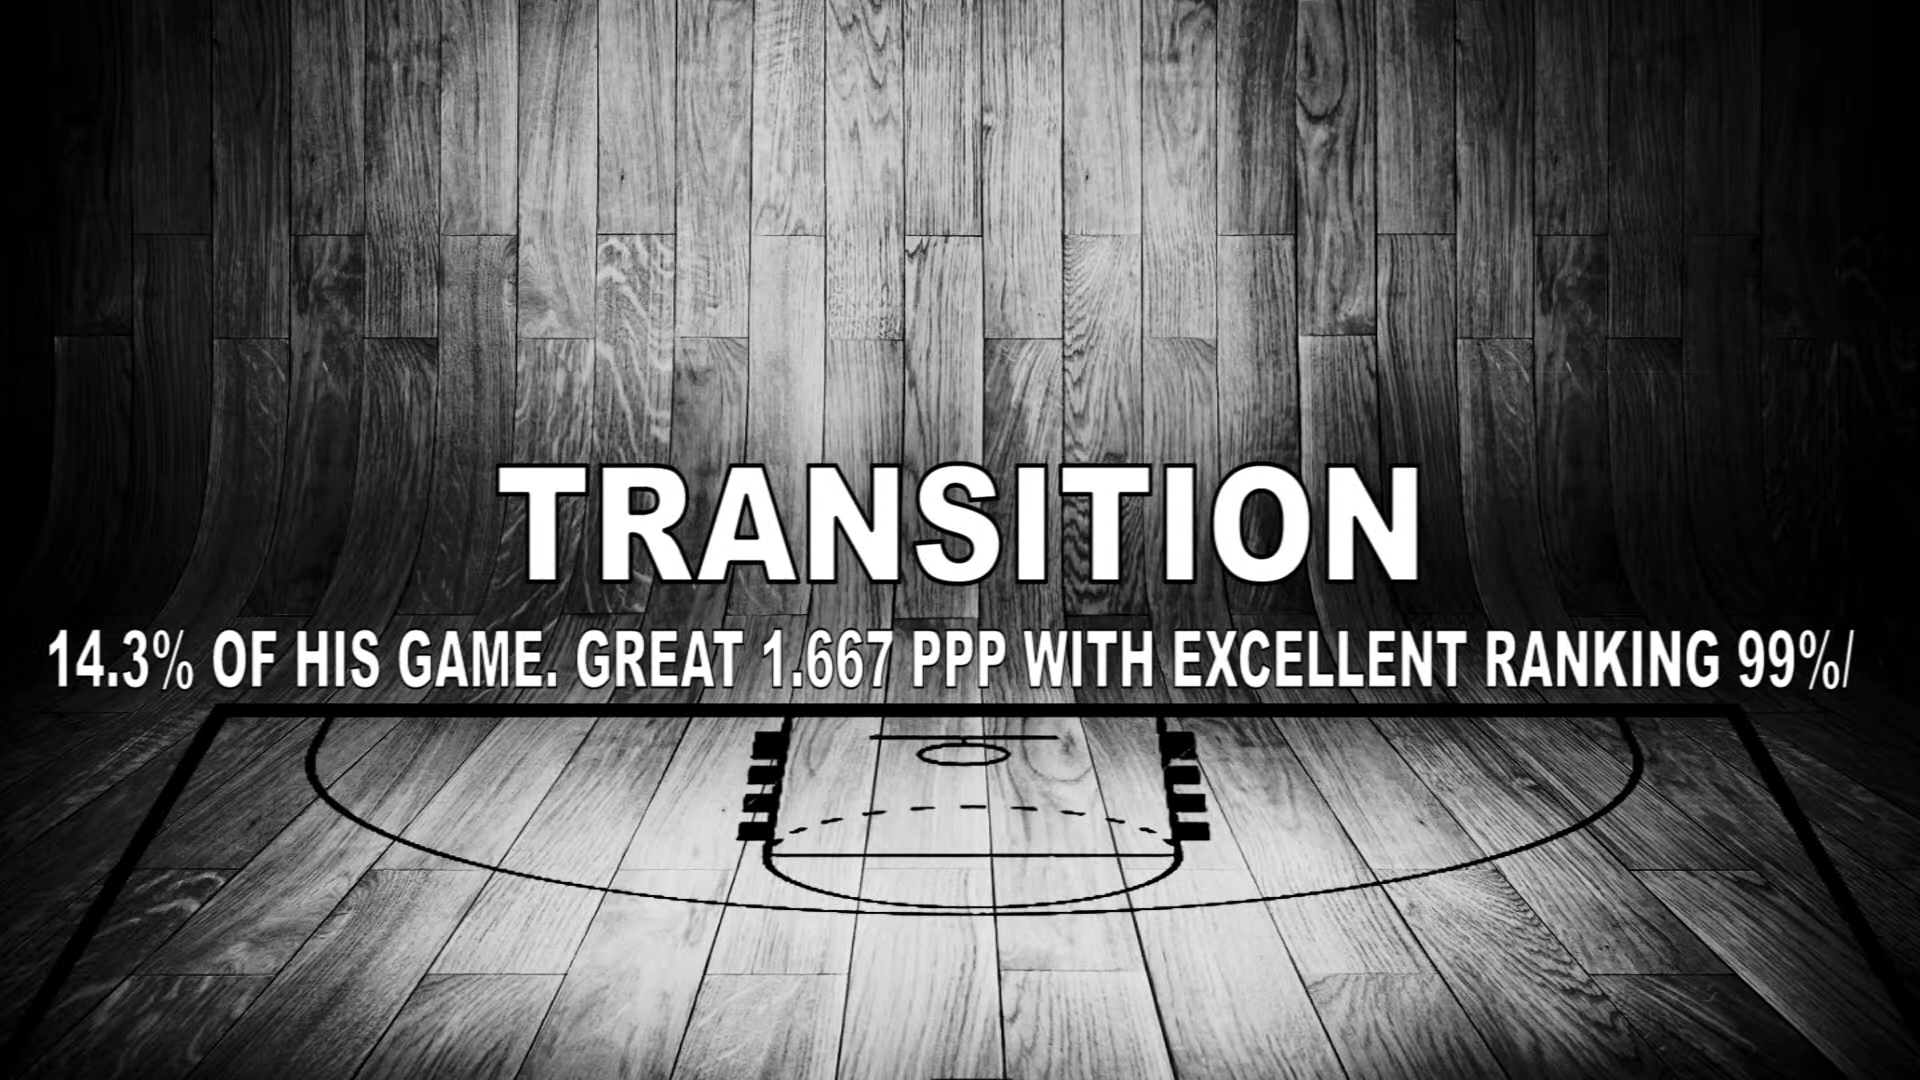 TRANSITION
14.3% OF HIS GAME. GREAT 1.667 PPP WITH EXCELLENT RANKING 99%/